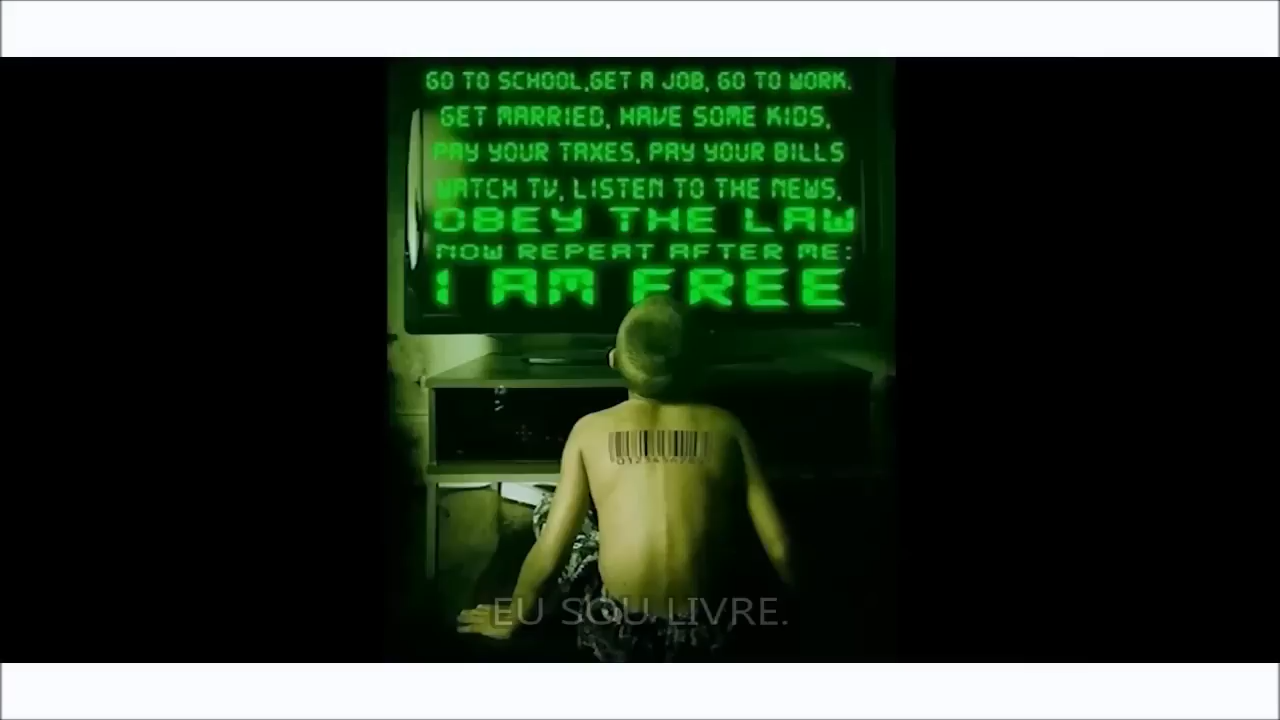 GO TO SCHOOL,GET A JOB, GO TO WORK.
GET MARRIED, HAVE SOME KIDS,
PAY YOUR TAXES, PAY YOUR BILLS
WATCH TV, LISTEN TO THE NEWS,
OBEY THE LAW
NOW REPEAT AFTER ME:
I AM FREE
EU SOU LIVRE.